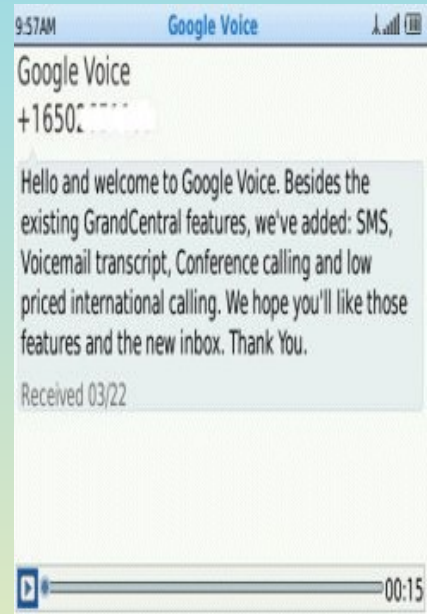 9:57AM Google Voice
Google Voice
+16502
Hello and welcome to Google Voice. Besides the
existing GrandCentral features, we've added: SMS,
Voicemail transcript, Conference calling and low
priced international calling. We hope you'll like those
features and the new inbox. Thank You.
Received 03/22
00:15